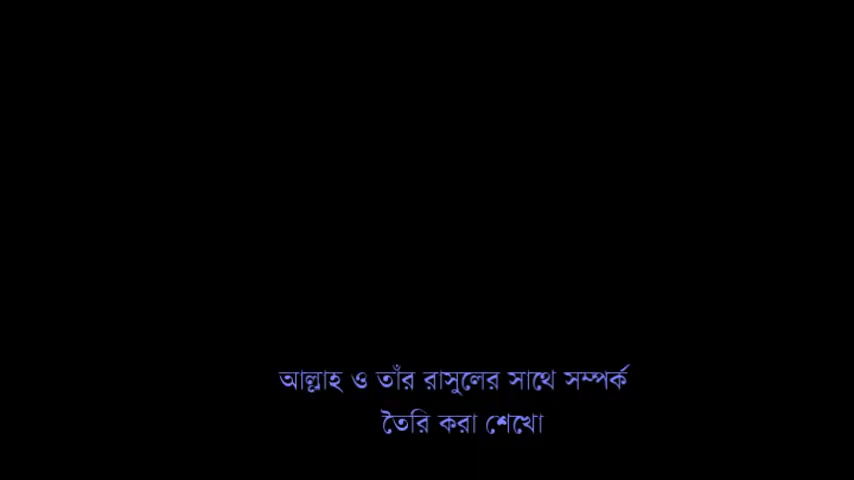 আল্লাহ ও তাঁর রাসুলের সাথে সম্পর্ক
তৈরি করা শেখো